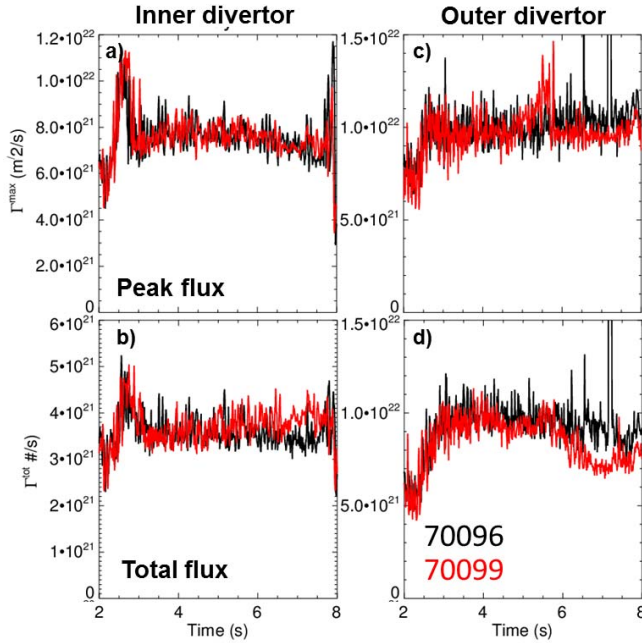 Inner divertor
Outer divertor
a)
1.2•10²²
1.0•10²²
8.0•10²¹
6.0•10²¹
4.0•10²¹
2.0•10²¹
0
Γ^max (m²2/s)
Peak flux
c)
1.5•10²²
1.0•10²²
5.0•10²¹
0
b)
6•10²¹
5•10²¹
4•10²¹
3•10²¹
2•10²¹
1•10²¹
0
Γ^tot #/s)
Total flux
2 4 6 8
Time (s)
d)
1.5•10²²
1.0•10²²
5.0•10²¹
0
70096
70099
2 4 6 8
Time (s)